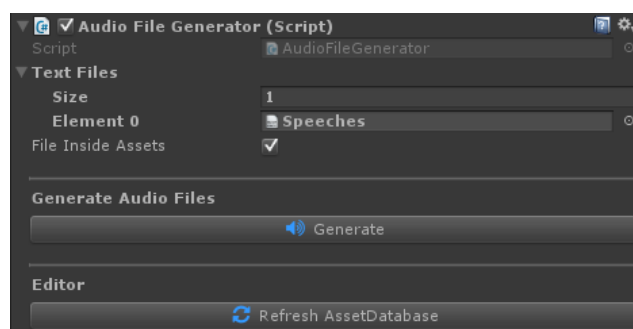 Audio File Generator (Script)
Script AudioFileGenerator
Text Files
Size 1
Element 0 Speeches
File Inside Assets
Generate Audio Files
Generate
Editor
Refresh AssetDatabase